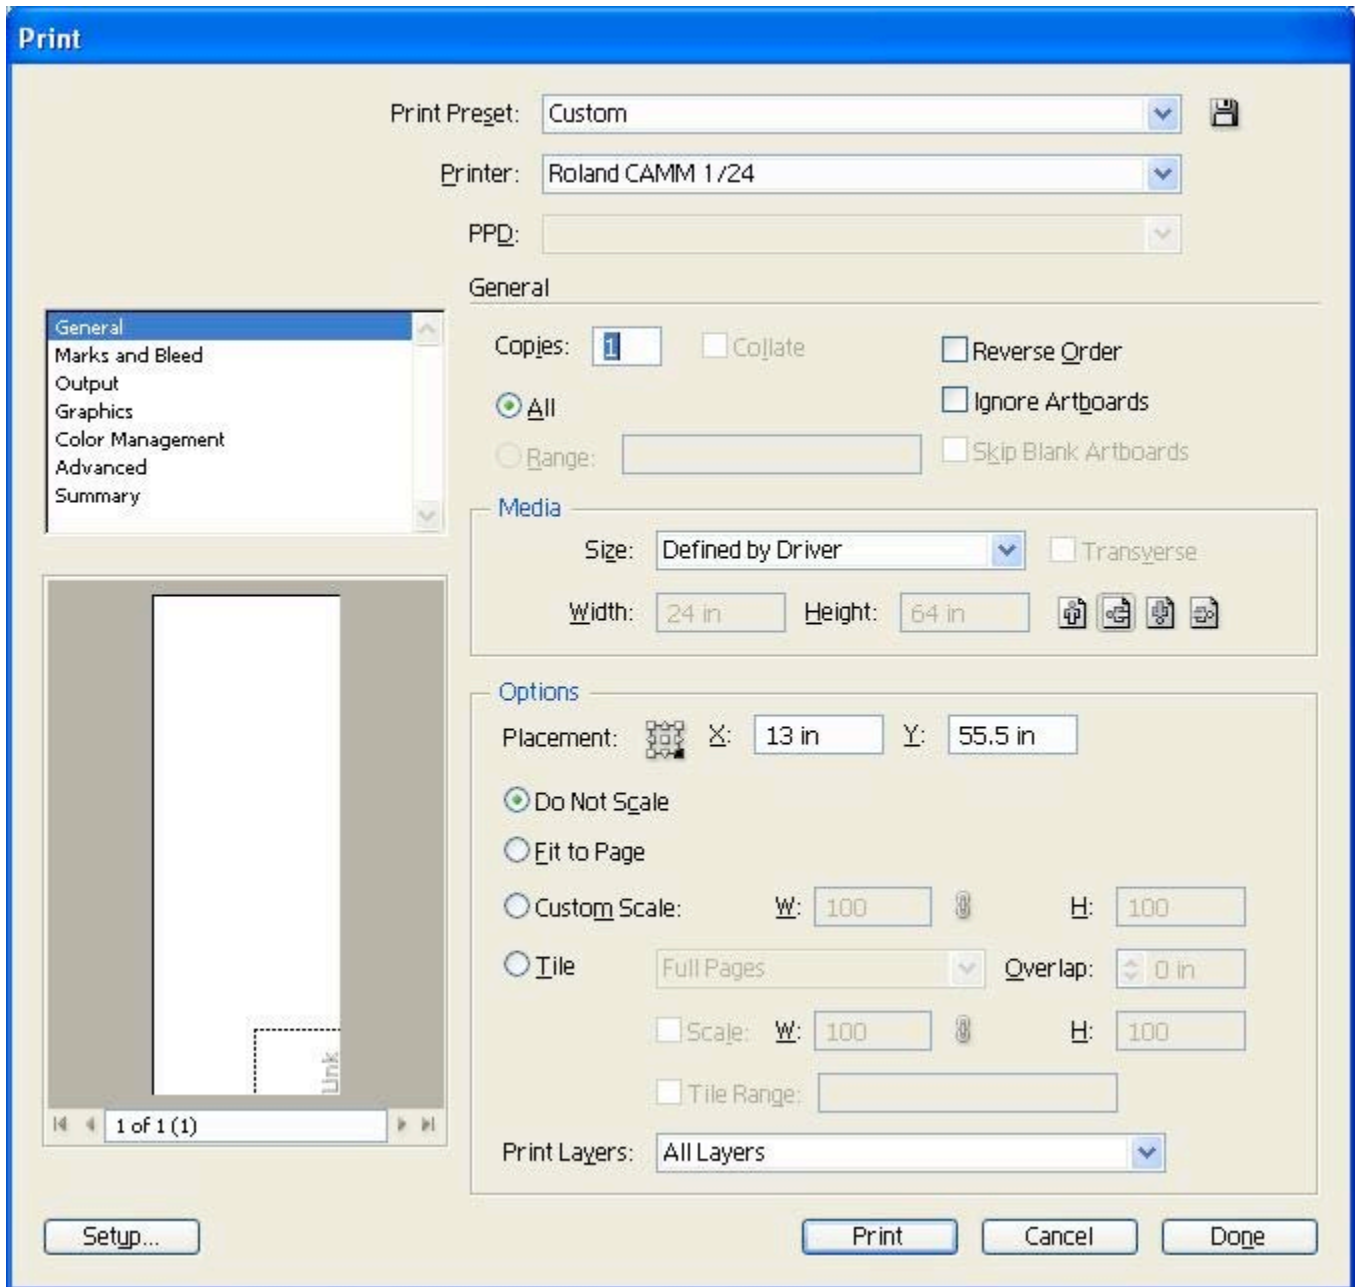 Print
Print Preset: Custom
Printer: Roland CAMM 1/24
PPD:
General
Marks and Bleed
Output
Graphics
Color Management
Advanced
Summary
General
Copies: 1 Collate Reverse Order
All Ignore Artboards
Range: Skip Blank Artboards
Media
Size: Defined by Driver Transverse
Width: 24 in Height: 64 in
Options
Placement: X: 13 in Y: 55.5 in
Do Not Scale
Fit to Page
Custom Scale: W: 100 H: 100
Tile Full Pages Overlap: 0 in
Scale: W: 100 H: 100
Tile Range:
Print Layers: All Layers
Link
1 of 1 (1)
Setup... Print Cancel Done